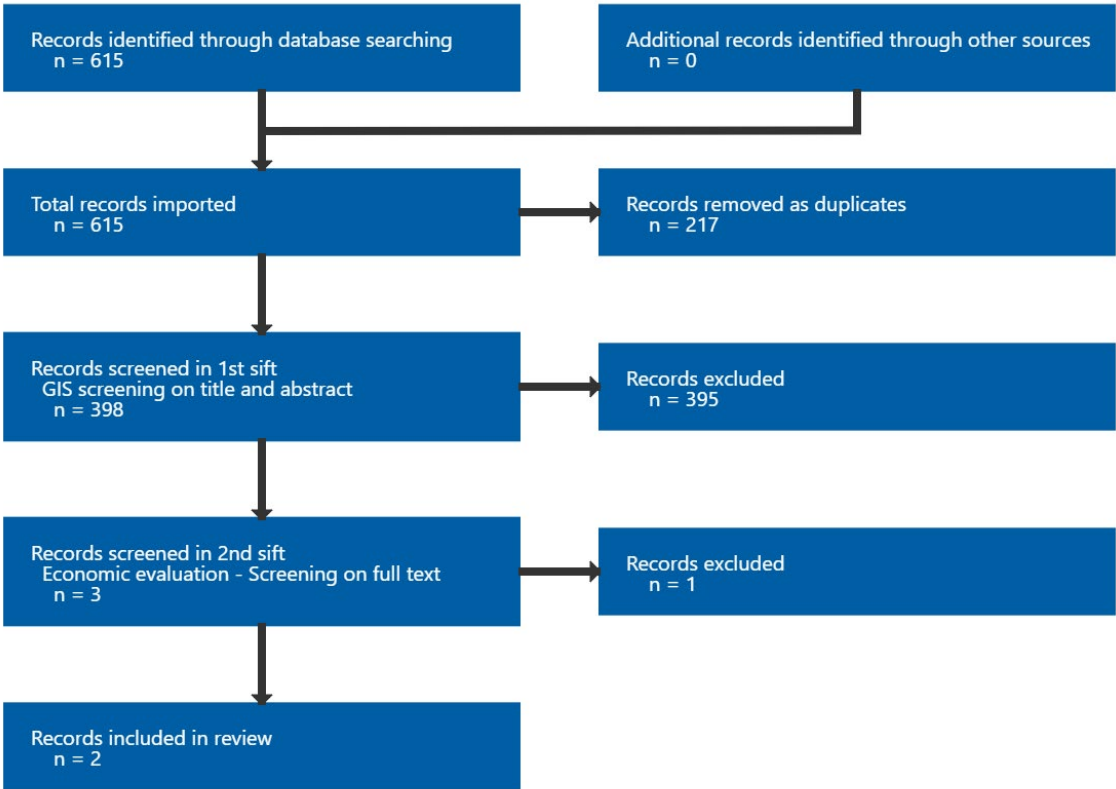 Records identified through database searching
n = 615
Additional records identified through other sources
n = 0
Total records imported
n = 615
Records removed as duplicates
n = 217
Records screened in 1st sift
GIS screening on title and abstract
n = 398
Records excluded
n = 395
Records screened in 2nd sift
Economic evaluation - Screening on full text
n = 3
Records excluded
n = 1
Records included in review
n = 2